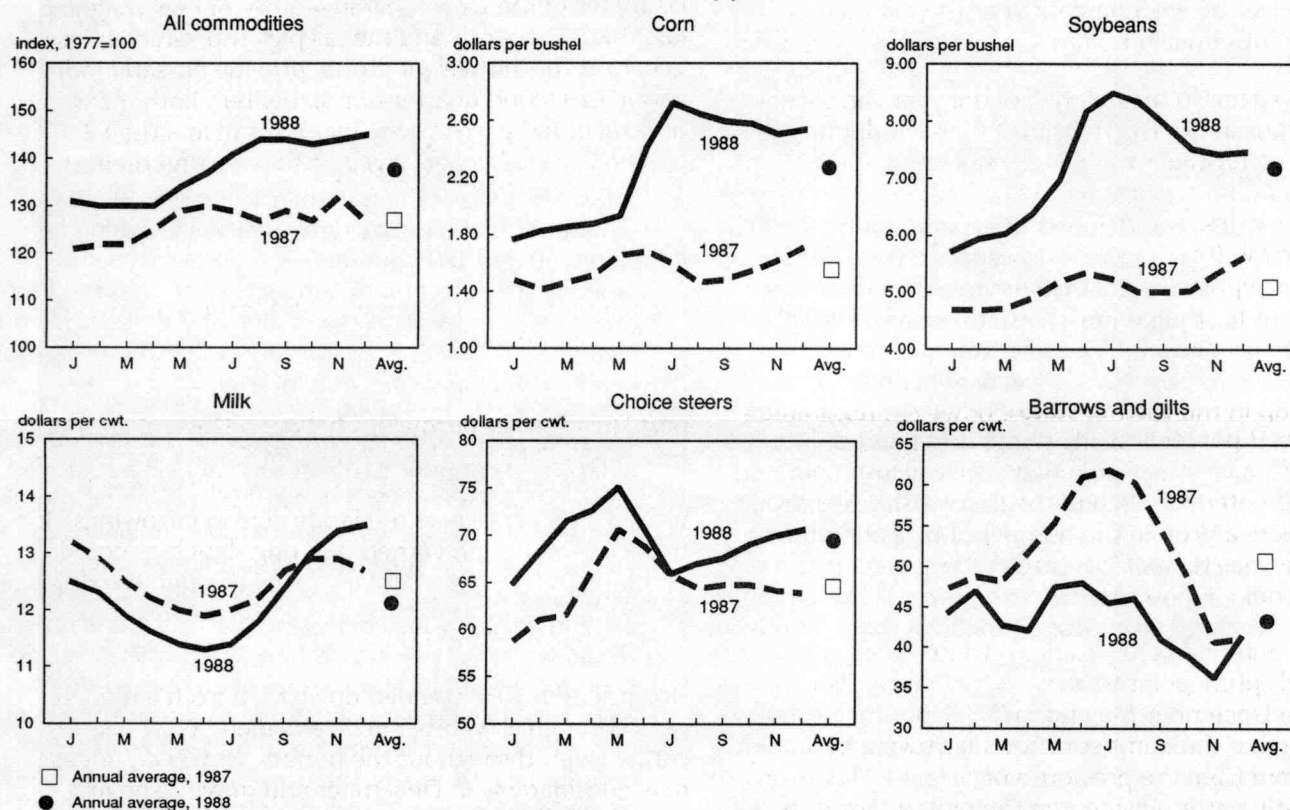 All commodities
index, 1977=100
160
150
140
130
120
110
100
1988
1987
J M M J S N Avg.
Corn
dollars per bushel
3.00
2.60
2.20
1.80
1.40
1.00
1988
1987
J M M J S N Avg.
Soybeans
dollars per bushel
9.00
8.00
7.00
6.00
5.00
4.00
1988
1987
J M M J S N Avg.
Milk
dollars per cwt.
15
14
13
12
11
10
1987
1988
J M M J S N Avg.
Choice steers
dollars per cwt.
80
75
70
65
60
55
50
1988
1987
J M M J S N Avg.
Barrows and gilts
dollars per cwt.
65
60
55
50
45
40
35
30
1987
1988
J M M J S N Avg.
Annual average, 1987
Annual average, 1988